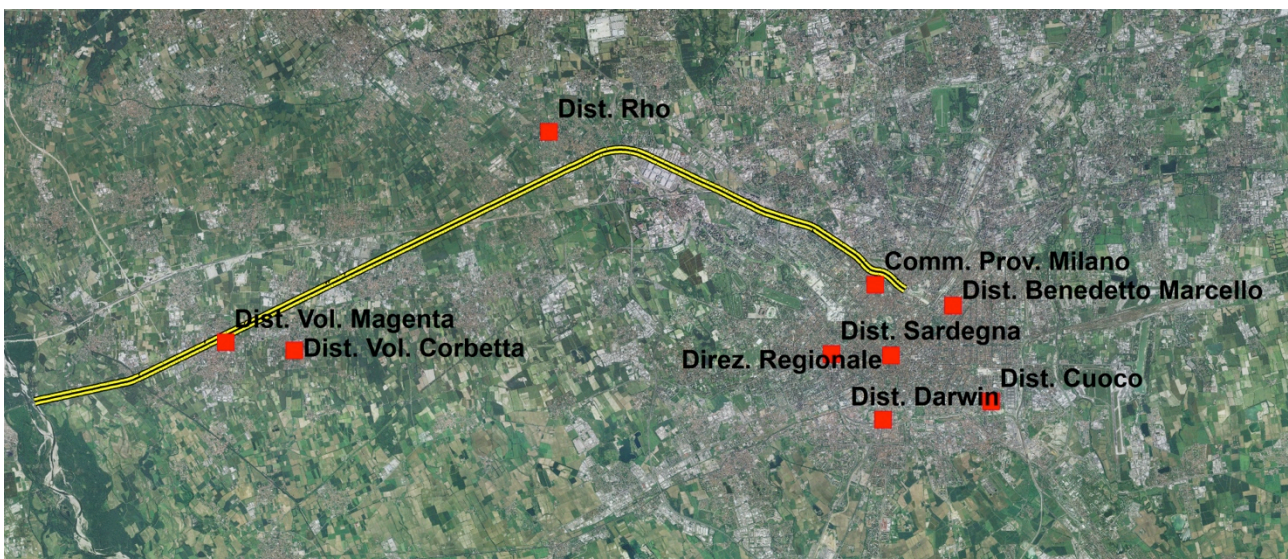 Dist. Rho
Comm. Prov. Milano
Dist. Benedetto Marcello
Dist. Vol. Magenta
Dist. Sardegna
Dist. Vol. Corbetta
Direz. Regionale
Dist. Cuoco
Dist. Darwin